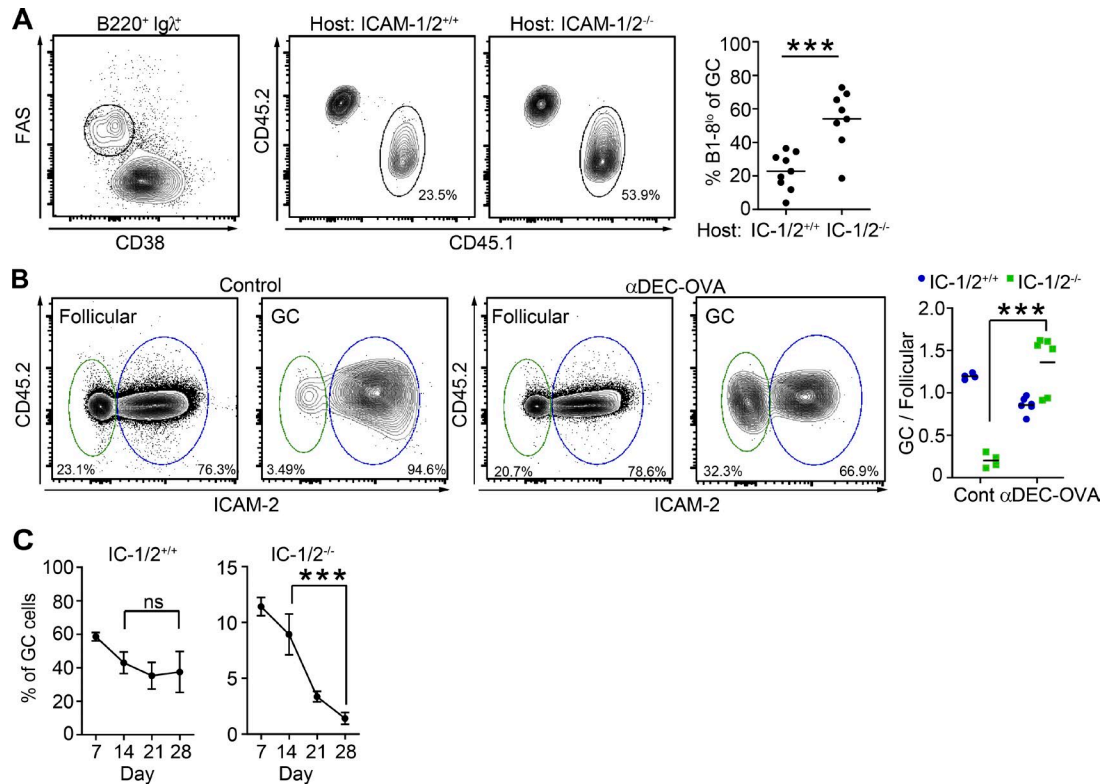 A
B220⁺ Igλ⁺
FAS
CD38
Host: ICAM-1/2⁺/⁺
Host: ICAM-1/2⁻/⁻
CD45.2
23.5%
53.9%
CD45.1
% B1-8ˡᵒ of GC
100
80
60
40
20
0
***
Host: IC-1/2⁺/⁺ IC-1/2⁻/⁻
B
Control
αDEC-OVA
Follicular
GC
Follicular
GC
CD45.2
CD45.2
23.1%
76.3%
3.49%
94.6%
20.7%
78.6%
32.3%
66.9%
ICAM-2
ICAM-2
IC-1/2⁺/⁺ IC-1/2⁻/⁻
GC / Follicular
2.0
1.5
1.0
0.5
0
***
Cont αDEC-OVA
C
IC-1/2⁺/⁺
% of GC cells
100
80
60
40
20
0
ns
7 14 21 28
Day
IC-1/2⁻/⁻
15
10
5
0
***
7 14 21 28
Day